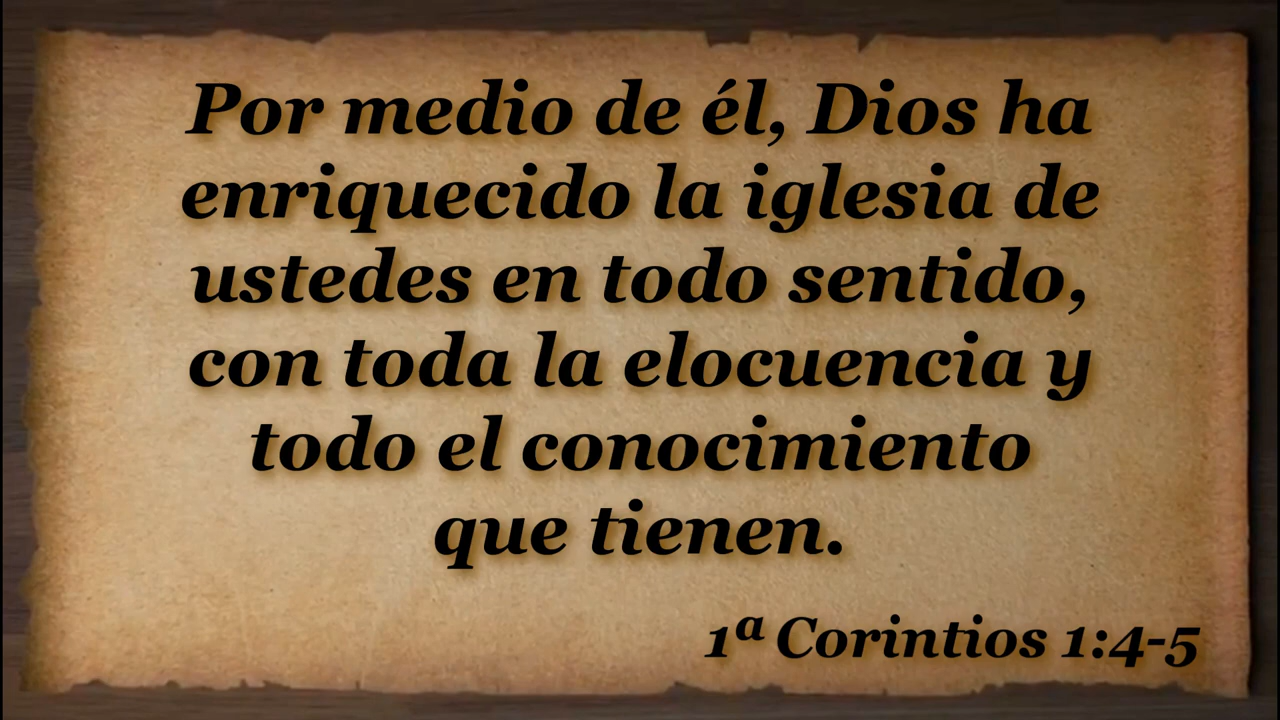 Por medio de él, Dios ha
enriquecido la iglesia de
ustedes en todo sentido,
con toda la elocuencia y
todo el conocimiento
que tienen.
1ª Corintios 1:4-5